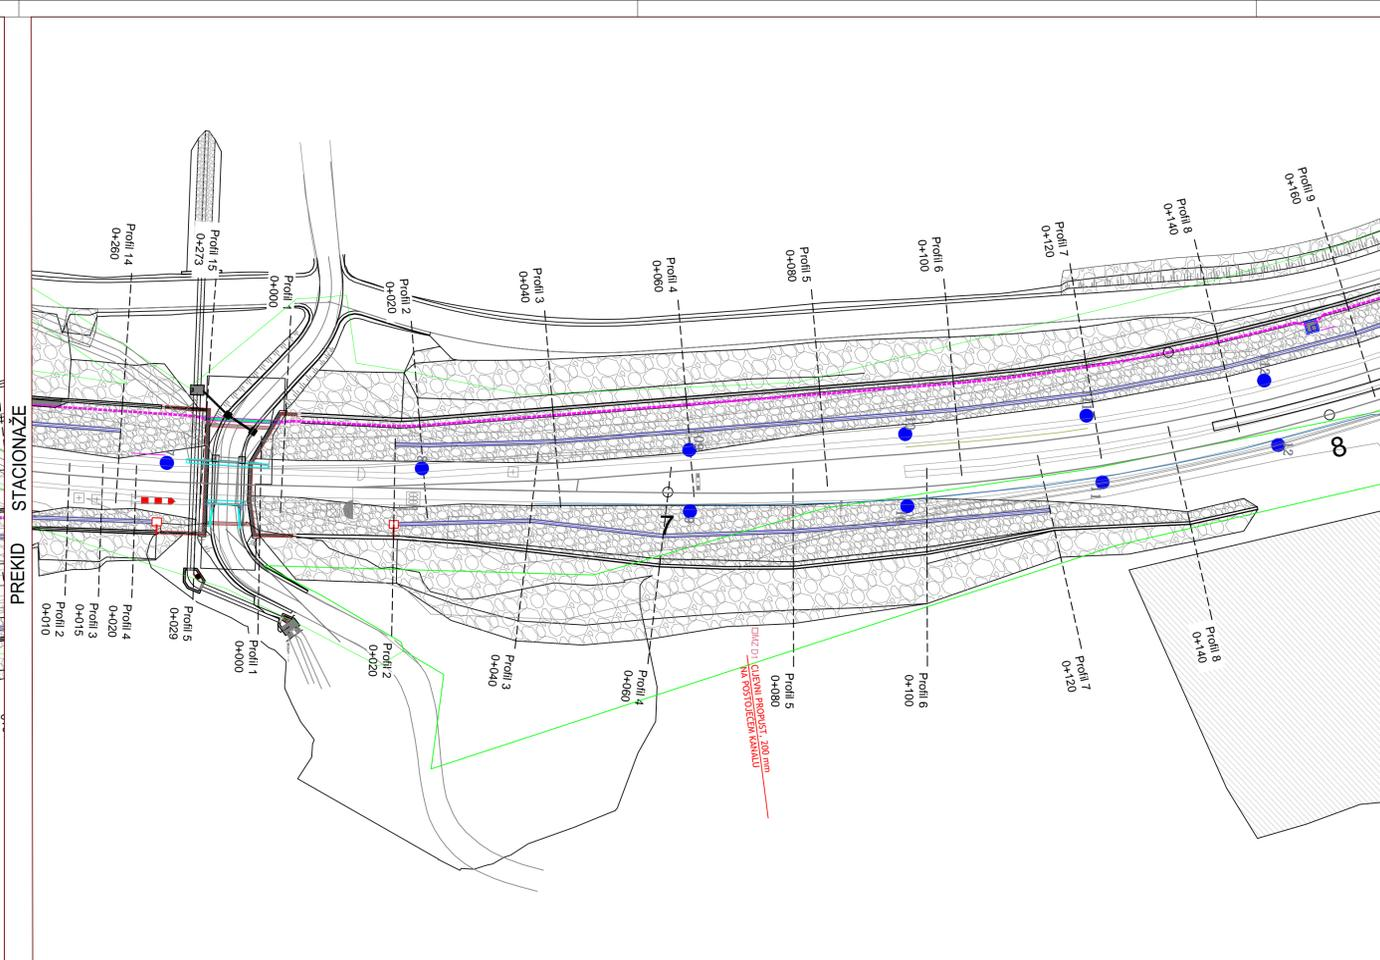 PREKID    STACIONAŽE
Profil 14
0+260
Profil 15
0+273
Profil
0+000
Profil 2
0+020
Profil 3
0+040
Profil 4
0+060
Profil 5
0+080
Profil 6
0+100
Profil 7
0+120
Profil 8
0+140
Profil 9
0+160
7
8
Profil 2
0+010
Profil 3
0+015
Profil 4
0+020
Profil 5
0+029
Profil 1
0+000
Profil 2
0+020
Profil 3
0+040
Profil 4
0+060
Profil 5
0+080
Profil 6
0+100
Profil 7
0+120
Profil 8
0+140
CIJEVNI PROPUST, 200 mm
NA POSTOJEĆEM KANALU